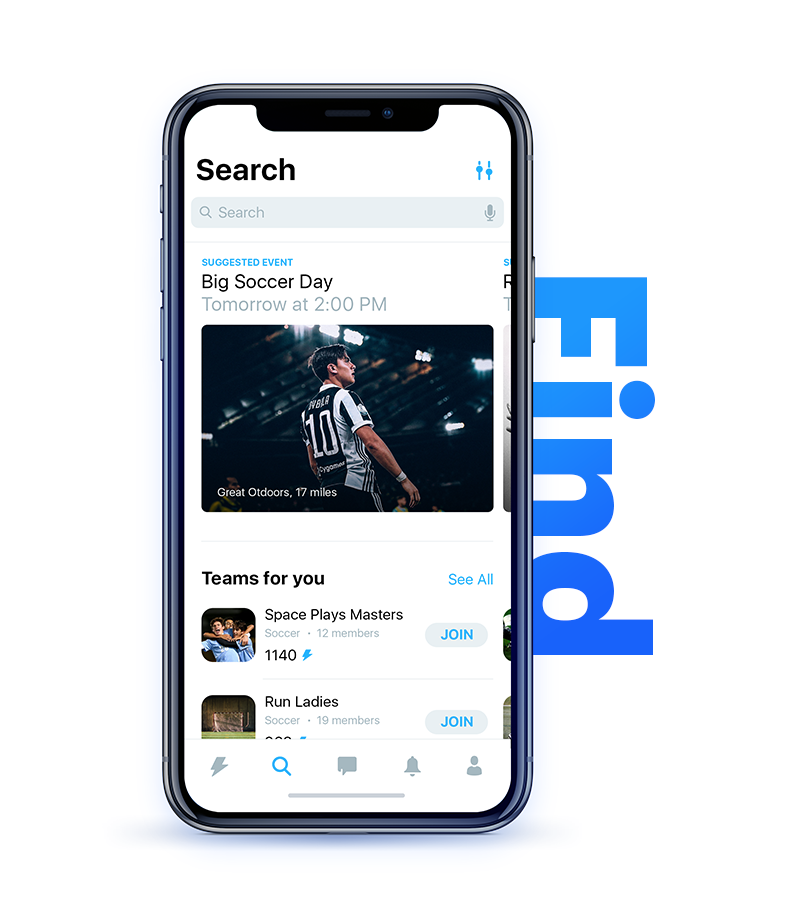 Search
Search
SUGGESTED EVENT
Big Soccer Day
Tomorrow at 2:00 PM
DYBALA
10
Cygames
Great Otdoors, 17 miles
Teams for you
See All
Space Plays Masters
Soccer • 12 members
JOIN
1140
Run Ladies
Soccer • 19 members
JOIN
Find